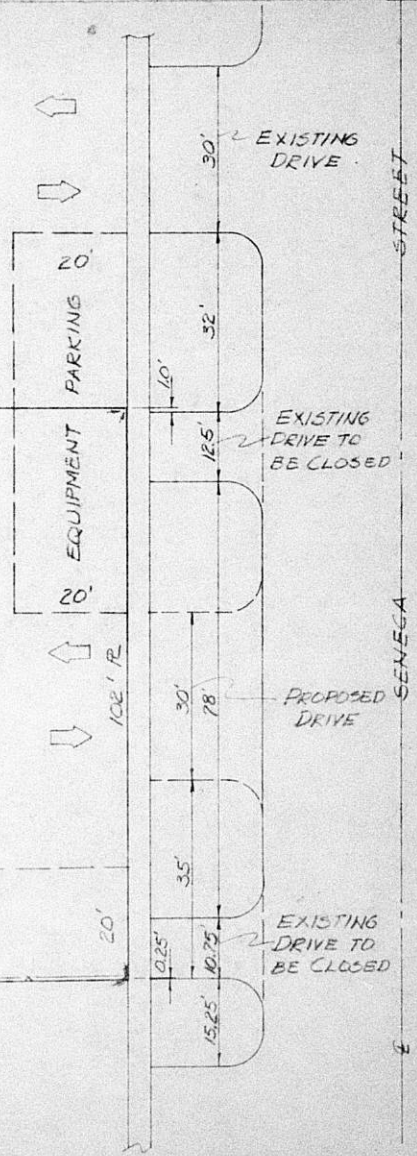 30'
EXISTING
DRIVE
STREET
20'
32'
EQUIPMENT PARKING
1.0'
12.5'
EXISTING
DRIVE TO
BE CLOSED
20'
SENECA
102' ⅊
30'
78'
PROPOSED
DRIVE
35'
20'
0.25'
10.75'
EXISTING
DRIVE TO
BE CLOSED
15.25'
℄